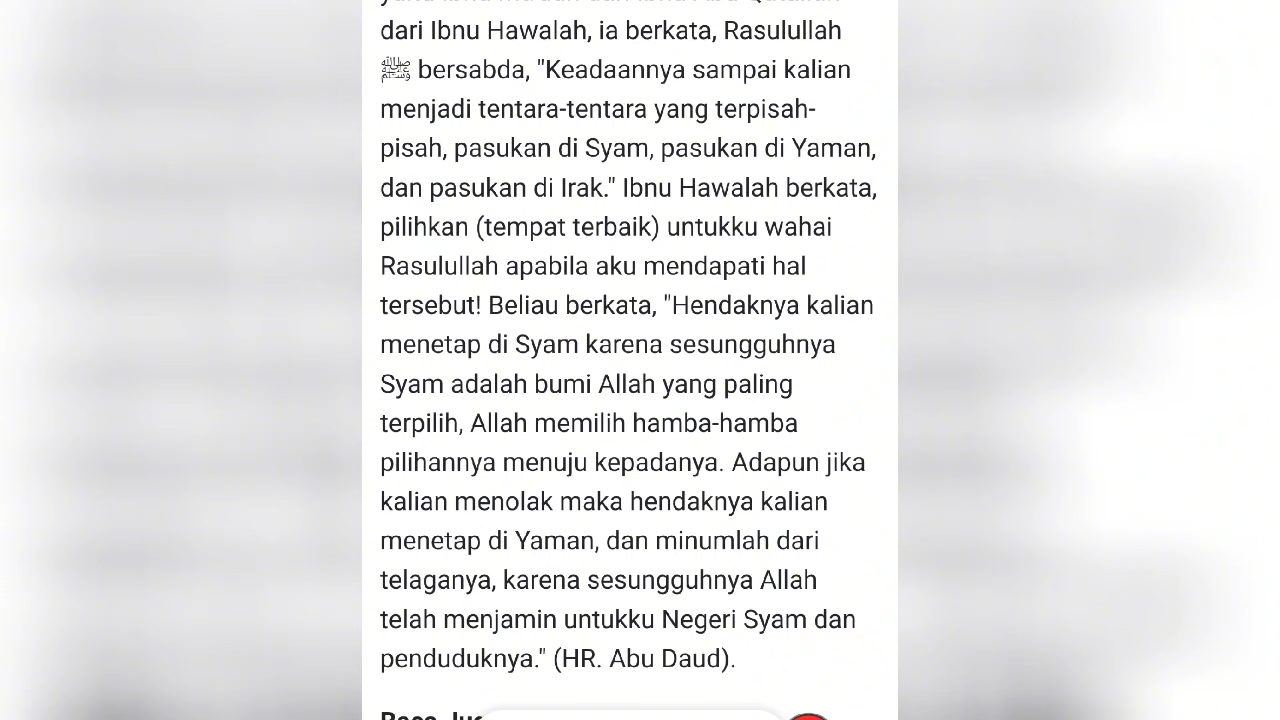 dari Ibnu Hawalah, ia berkata, Rasulullah
ﷺ bersabda, "Keadaannya sampai kalian
menjadi tentara-tentara yang terpisah-
pisah, pasukan di Syam, pasukan di Yaman,
dan pasukan di Irak." Ibnu Hawalah berkata,
pilihkan (tempat terbaik) untukku wahai
Rasulullah apabila aku mendapati hal
tersebut! Beliau berkata, "Hendaknya kalian
menetap di Syam karena sesungguhnya
Syam adalah bumi Allah yang paling
terpilih, Allah memilih hamba-hamba
pilihannya menuju kepadanya. Adapun jika
kalian menolak maka hendaknya kalian
menetap di Yaman, dan minumlah dari
telaganya, karena sesungguhnya Allah
telah menjamin untukku Negeri Syam dan
penduduknya." (HR. Abu Daud).